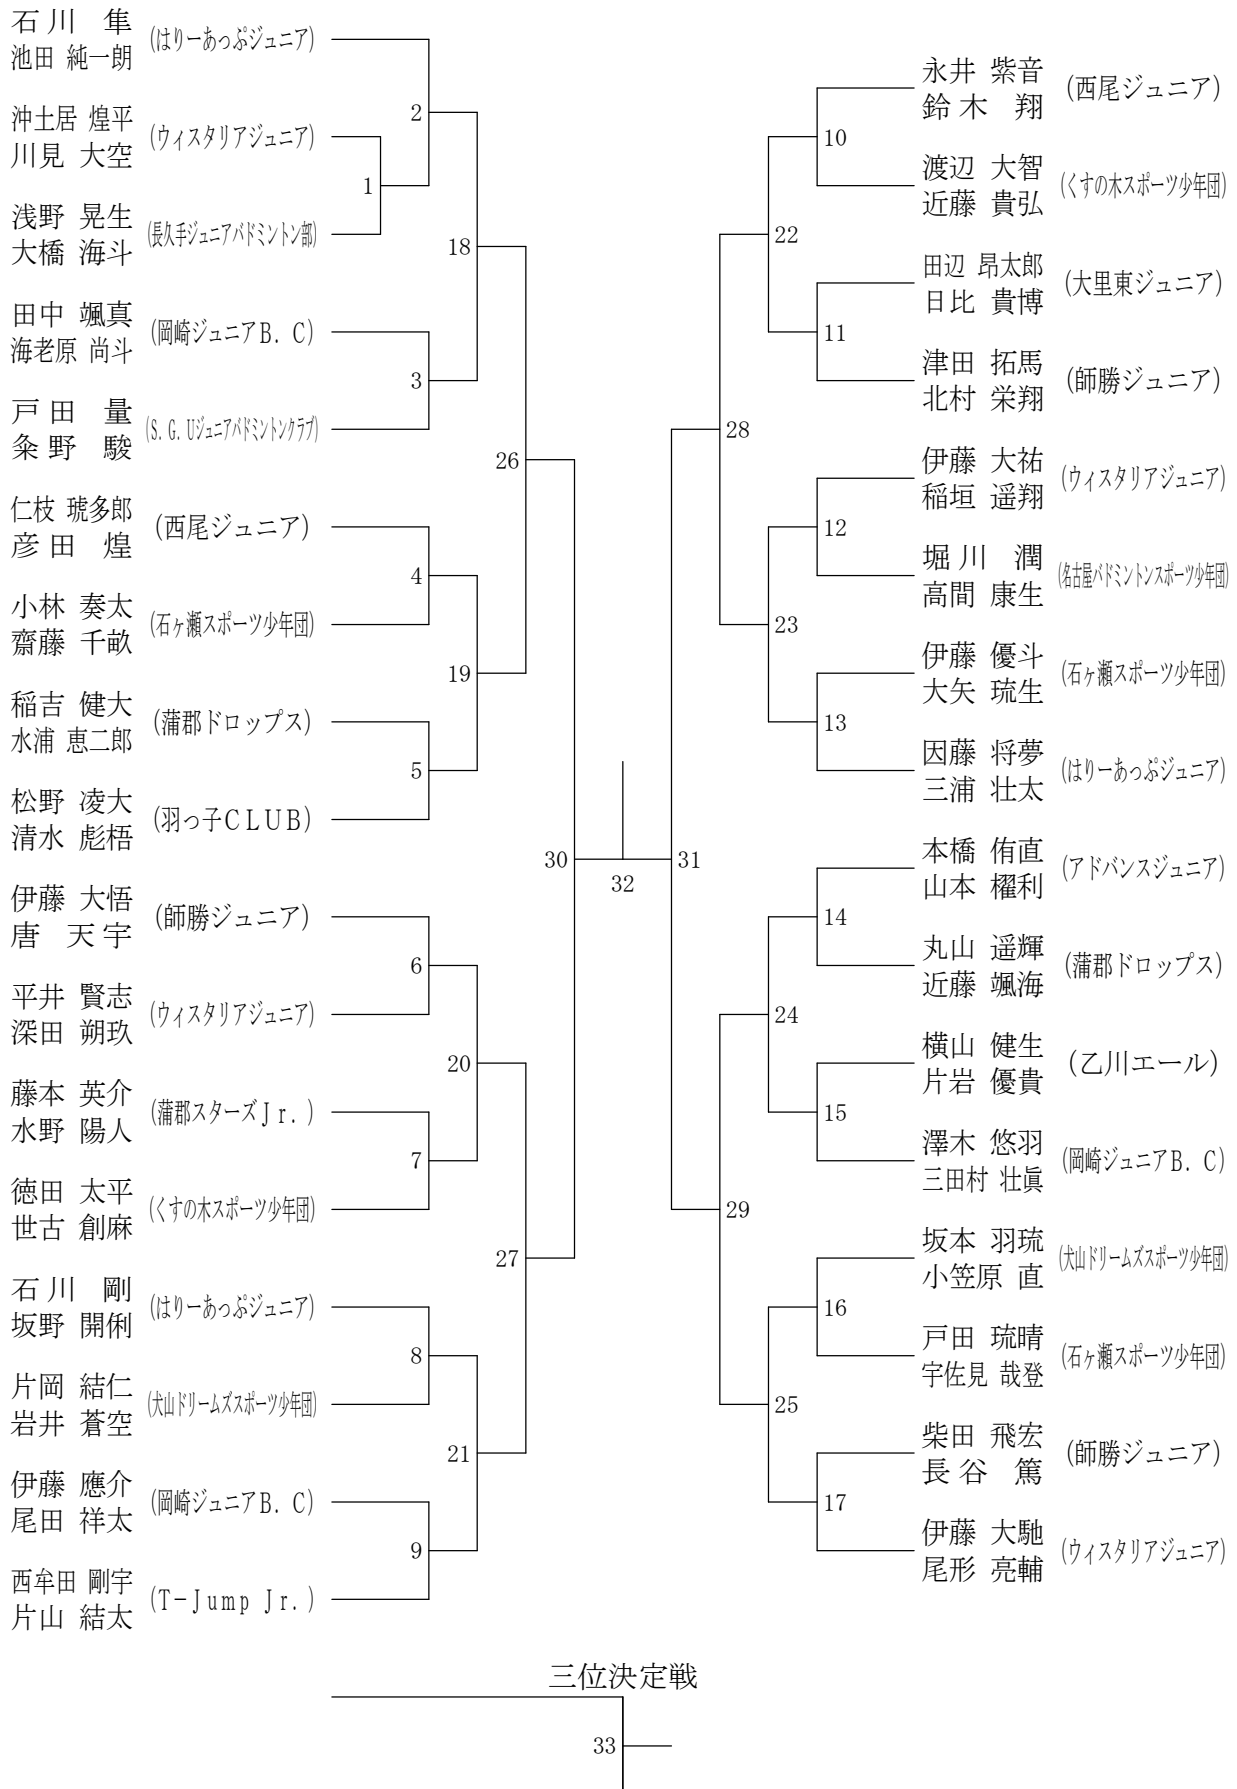 石川 隼
池田 純一朗
(はりーあっぷジュニア)
沖土居 煌平
川見 大空
(ウィスタリアジュニア)
浅野 晃生
大橋 海斗
(長久手ジュニアバドミントン部)
田中 颯真
海老原 尚斗
(岡崎ジュニアB.C)
戸田 量
粂野 駿
(S.G.Uジュニアバドミントンクラブ)
仁枝 琥多郎
彦田 煌
(西尾ジュニア)
小林 奏太
齋藤 千畝
(石ヶ瀬スポーツ少年団)
稲吉 健大
水浦 恵二郎
(蒲郡ドロップス)
松野 凌大
清水 彪梧
(羽っ子CLUB)
伊藤 大悟
唐 天宇
(師勝ジュニア)
平井 賢志
深田 朔玖
(ウィスタリアジュニア)
藤本 英介
水野 陽人
(蒲郡スターズJr.)
徳田 太平
世古 創麻
(くすの木スポーツ少年団)
石川 剛
坂野 開俐
(はりーあっぷジュニア)
片岡 結仁
岩井 蒼空
(犬山ドリームズスポーツ少年団)
伊藤 應介
尾田 祥太
(岡崎ジュニアB.C)
西牟田 剛宇
片山 結太
(T-Jump Jr.)
1
2
3
4
5
6
7
8
9
18
19
20
21
26
27
30
32
31
28
29
22
23
24
25
10
11
12
13
14
15
16
17
永井 紫音
鈴木 翔
(西尾ジュニア)
渡辺 大智
近藤 貴弘
(くすの木スポーツ少年団)
田辺 昂太郎
日比 貴博
(大里東ジュニア)
津田 拓馬
北村 栄翔
(師勝ジュニア)
伊藤 大祐
稲垣 遥翔
(ウィスタリアジュニア)
堀川 潤
高間 康生
(名古屋バドミントンスポーツ少年団)
伊藤 優斗
大矢 琉生
(石ヶ瀬スポーツ少年団)
因藤 将夢
三浦 壮太
(はりーあっぷジュニア)
本橋 侑直
山本 櫂利
(アドバンスジュニア)
丸山 遥輝
近藤 颯海
(蒲郡ドロップス)
横山 健生
片岩 優貴
(乙川エール)
澤木 悠羽
三田村 壮眞
(岡崎ジュニアB.C)
坂本 羽琉
小笠原 直
(犬山ドリームズスポーツ少年団)
戸田 琉晴
宇佐見 哉登
(石ヶ瀬スポーツ少年団)
柴田 飛宏
長谷 篤
(師勝ジュニア)
伊藤 大馳
尾形 亮輔
(ウィスタリアジュニア)
三位決定戦
33